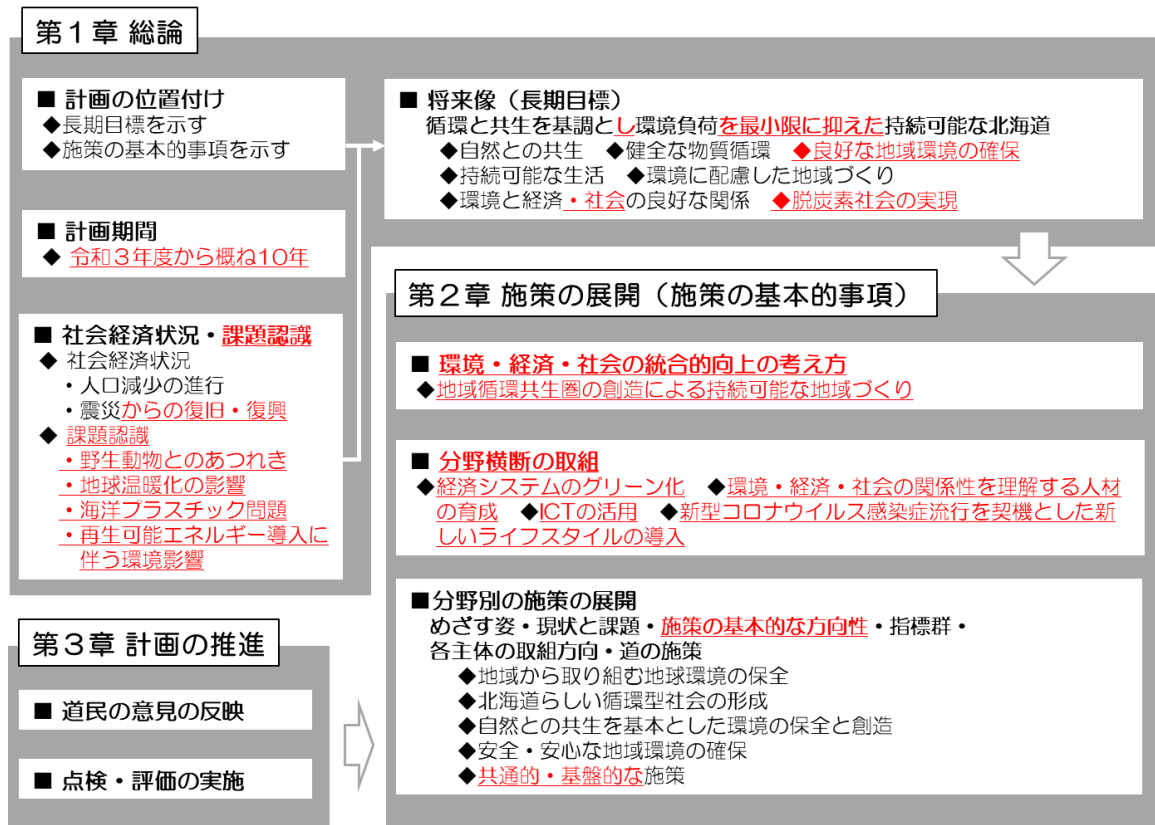 第１章 総論
■ 計画の位置付け
◆長期目標を示す
◆施策の基本的事項を示す
■ 計画期間
◆ 令和３年度から概ね10年
■ 社会経済状況・課題認識
◆ 社会経済状況
・人口減少の進行
・震災からの復旧・復興
◆ 課題認識
・野生動物とのあつれき
・地球温暖化の影響
・海洋プラスチック問題
・再生可能エネルギー導入に
伴う環境影響
■ 将来像（長期目標）
循環と共生を基調とし環境負荷を最小限に抑えた持続可能な北海道
◆自然との共生 ◆健全な物質循環 ◆良好な地域環境の確保
◆持続可能な生活 ◆環境に配慮した地域づくり
◆環境と経済・社会の良好な関係 ◆脱炭素社会の実現
第２章 施策の展開（施策の基本的事項）
■ 環境・経済・社会の統合的向上の考え方
◆地域循環共生圏の創造による持続可能な地域づくり
■ 分野横断の取組
◆経済システムのグリーン化 ◆環境・経済・社会の関係性を理解する人材
の育成 ◆ICTの活用 ◆新型コロナウイルス感染症流行を契機とした新
しいライフスタイルの導入
■分野別の施策の展開
めざす姿・現状と課題・施策の基本的な方向性・指標群・
各主体の取組方向・道の施策
◆地域から取り組む地球環境の保全
◆北海道らしい循環型社会の形成
◆自然との共生を基本とした環境の保全と創造
◆安全・安心な地域環境の確保
◆共通的・基盤的な施策
第３章 計画の推進
■ 道民の意見の反映
■ 点検・評価の実施